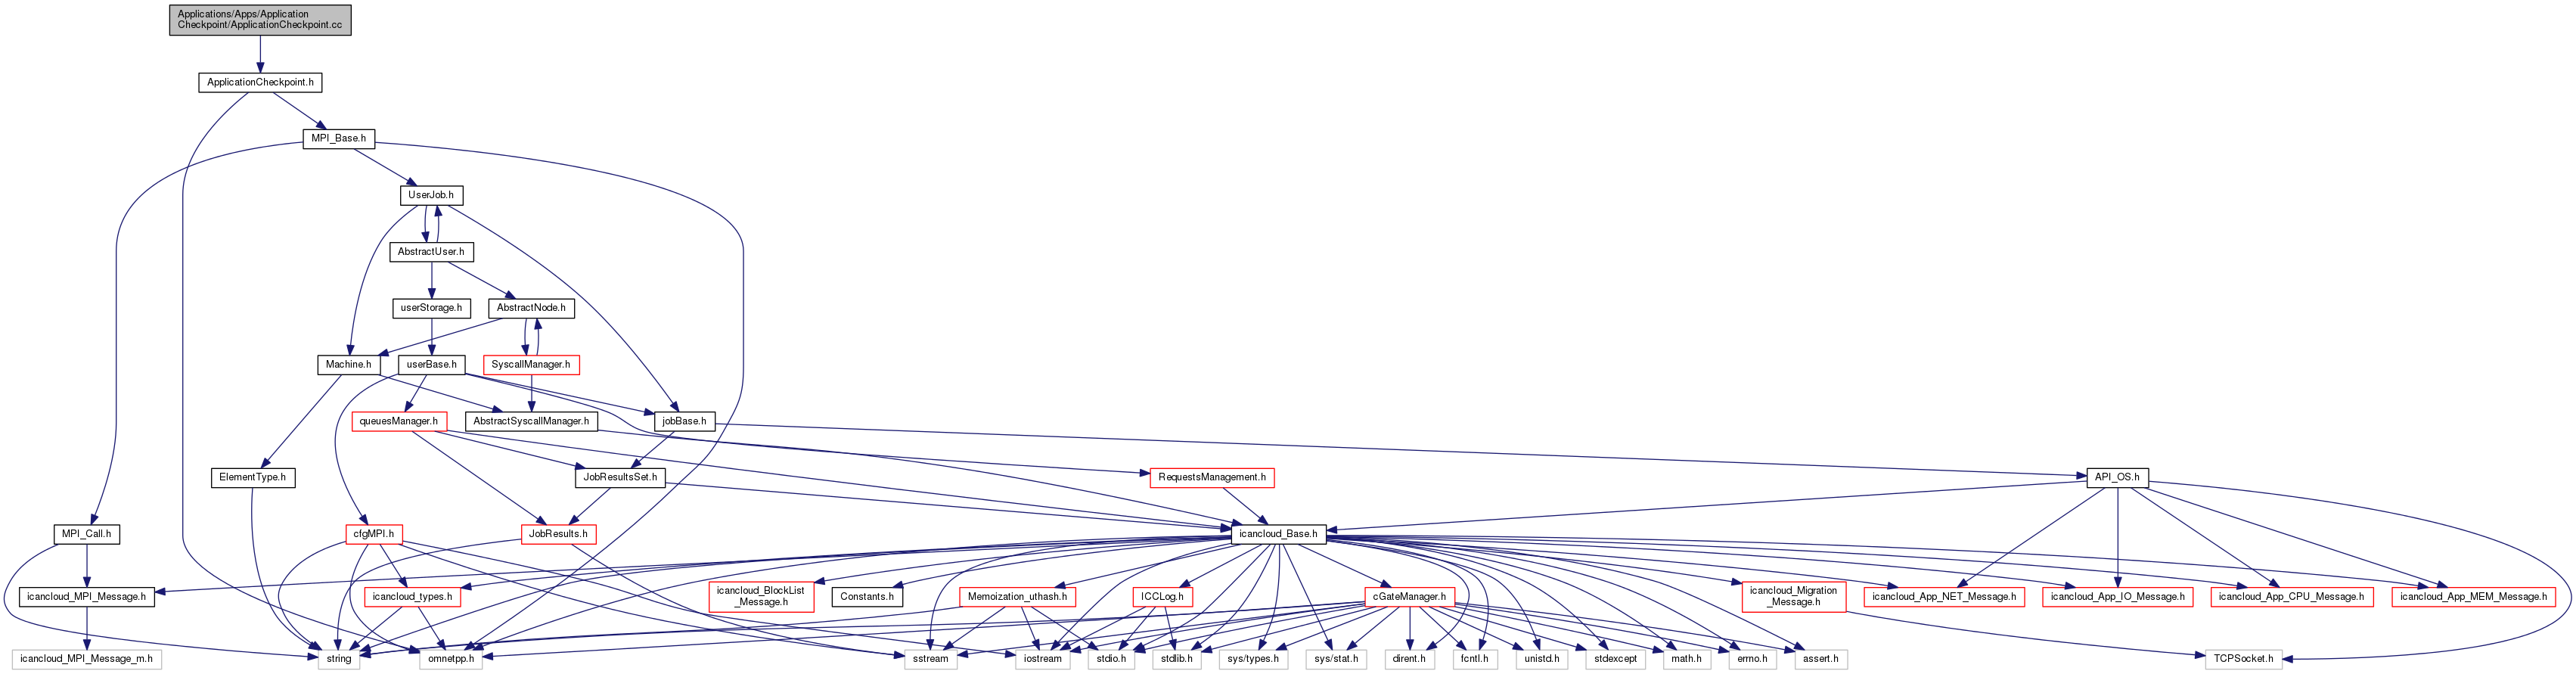 Applications/Apps/Application
Checkpoint/ApplicationCheckpoint.cc
ApplicationCheckpoint.h
MPI_Base.h
UserJob.h
AbstractUser.h
userStorage.h
AbstractNode.h
Machine.h
userBase.h
SyscallManager.h
queuesManager.h
AbstractSyscallManager.h
jobBase.h
ElementType.h
JobResultsSet.h
RequestsManagement.h
API_OS.h
MPI_Call.h
cfgMPI.h
JobResults.h
icancloud_Base.h
icancloud_MPI_Message.h
icancloud_types.h
icancloud_BlockList
_Message.h
Constants.h
Memoization_uthash.h
ICCLog.h
cGateManager.h
icancloud_Migration
_Message.h
icancloud_App_NET_Message.h
icancloud_App_IO_Message.h
icancloud_App_CPU_Message.h
icancloud_App_MEM_Message.h
icancloud_MPI_Message_m.h
string
omnetpp.h
sstream
iostream
stdio.h
stdlib.h
sys/types.h
sys/stat.h
dirent.h
fcntl.h
unistd.h
stdexcept
math.h
errno.h
assert.h
TCPSocket.h